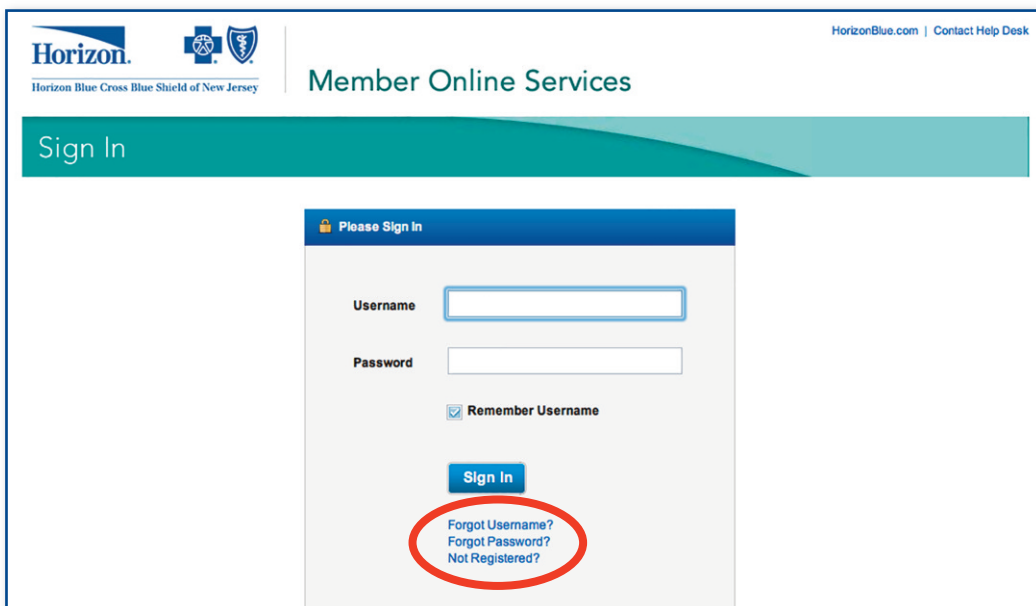 HorizonBlue.com | Contact Help Desk
Horizon.
Horizon Blue Cross Blue Shield of New Jersey
Member Online Services
Sign In
Please Sign In
Username
Password
Remember Username
Sign In
Forgot Username?
Forgot Password?
Not Registered?